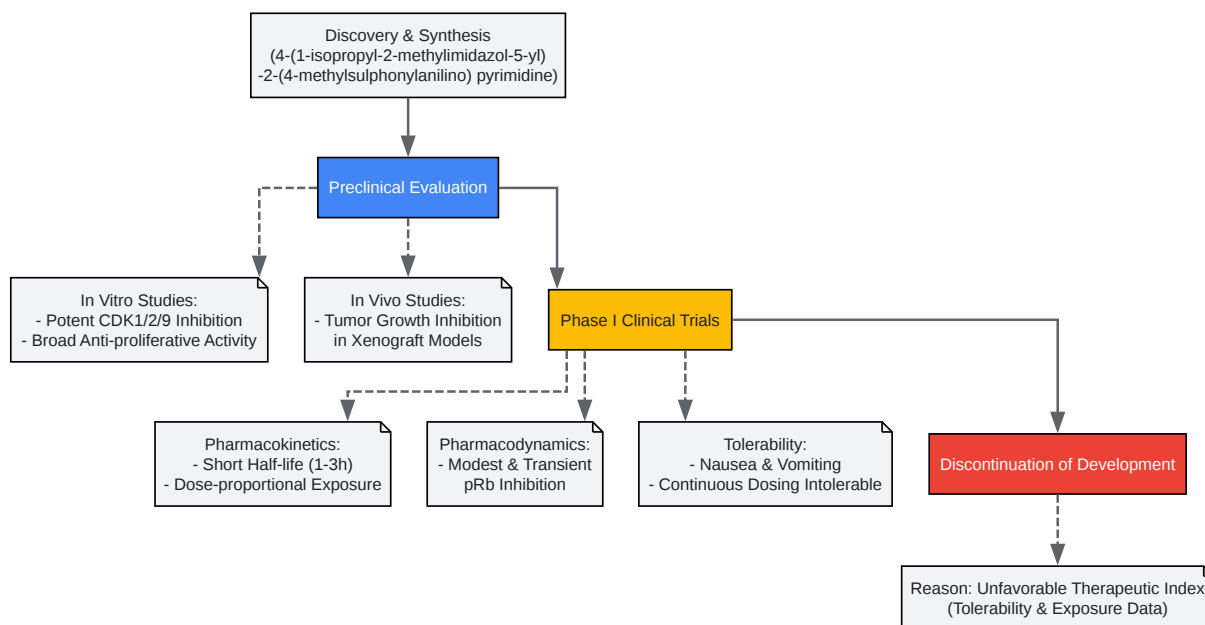 Discovery & Synthesis
(4-(1-isopropyl-2-methylimidazol-5-yl)
-2-(4-methylsulphonylanilino) pyrimidine)
Preclinical Evaluation
In Vitro Studies:
- Potent CDK1/2/9 Inhibition
- Broad Anti-proliferative Activity
In Vivo Studies:
- Tumor Growth Inhibition
in Xenograft Models
Phase I Clinical Trials
Pharmacokinetics:
- Short Half-life (1-3h)
- Dose-proportional Exposure
Pharmacodynamics:
- Modest & Transient
pRb Inhibition
Tolerability:
- Nausea & Vomiting
- Continuous Dosing Intolerable
Discontinuation of Development
Reason: Unfavorable Therapeutic Index
(Tolerability & Exposure Data)